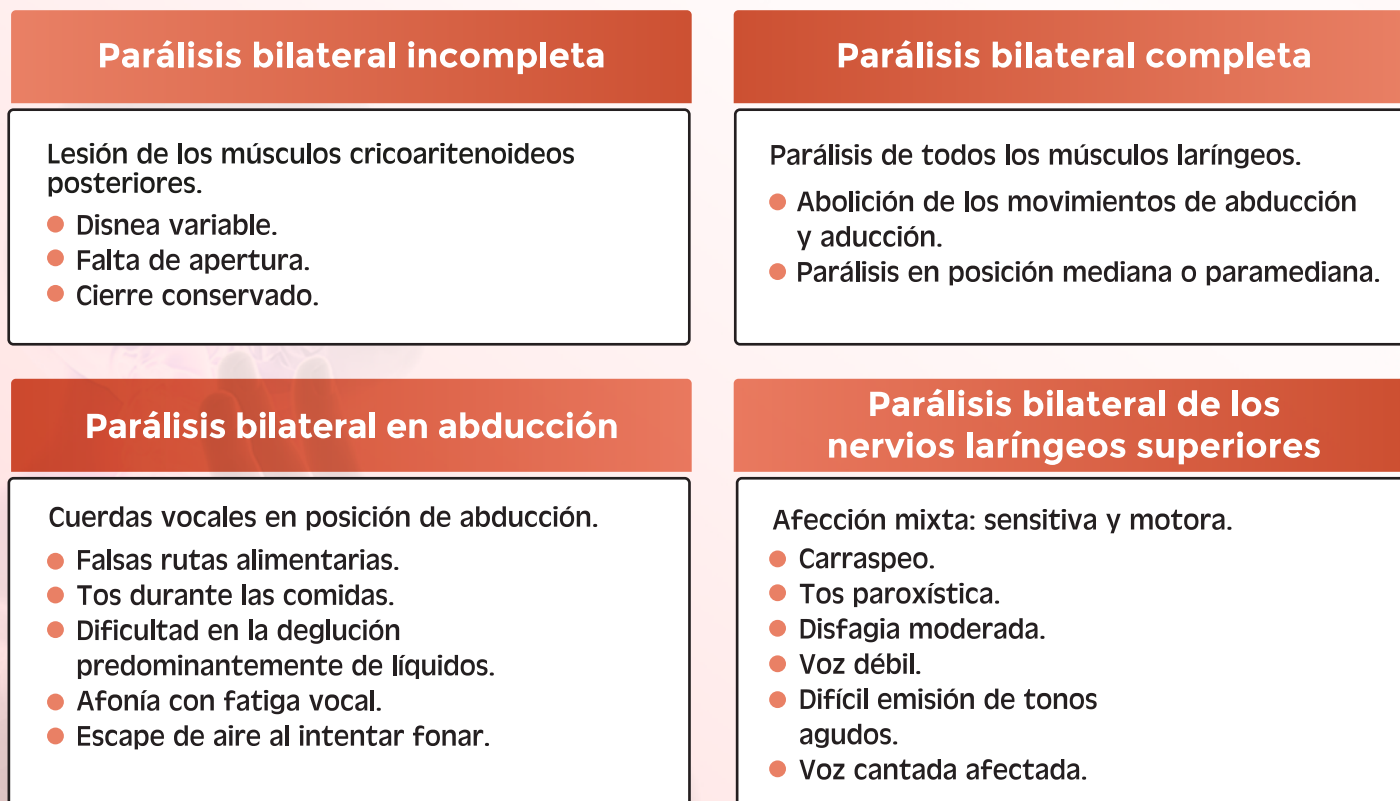 Parálisis bilateral incompleta
Lesión de los músculos cricoaritenoideos
posteriores.
Disnea variable.
Falta de apertura.
Cierre conservado.
Parálisis bilateral completa
Parálisis de todos los músculos laríngeos.
Abolición de los movimientos de abducción
y aducción.
Parálisis en posición mediana o paramediana.
Parálisis bilateral en abducción
Cuerdas vocales en posición de abducción.
Falsas rutas alimentarias.
Tos durante las comidas.
Dificultad en la deglución
predominantemente de líquidos.
Afonía con fatiga vocal.
Escape de aire al intentar fonar.
Parálisis bilateral de los
nervios laríngeos superiores
Afección mixta: sensitiva y motora.
Carraspeo.
Tos paroxística.
Disfagia moderada.
Voz débil.
Difícil emisión de tonos
agudos.
Voz cantada afectada.